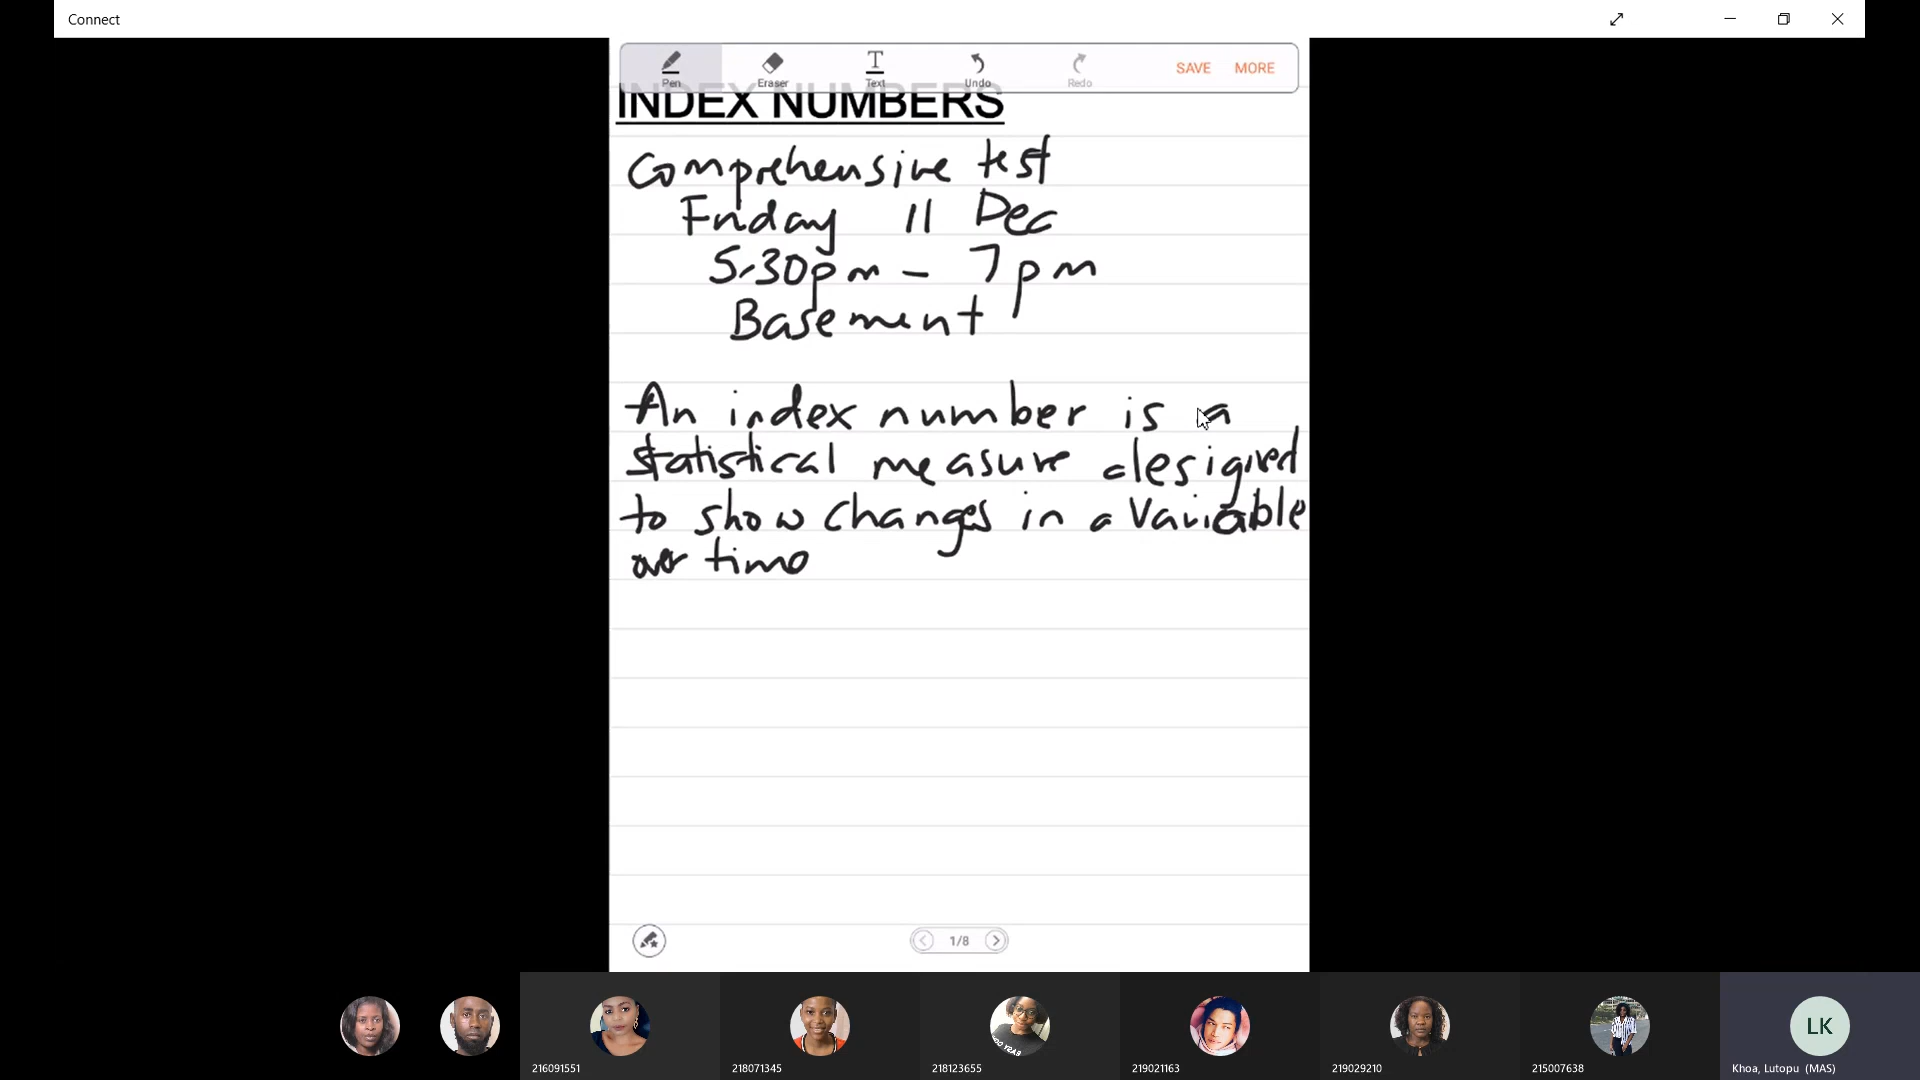 Connect
Pen
Eraser
Text
Undo
Redo
SAVE
MORE
INDEX NUMBERS
Comprehensive test
Friday 11 Dec
5.30pm - 7pm
Basement
An index number is a
statistical measure designed
to show changes in a variable
over time
1/8
216091551
218071345
218123655
219021163
219029210
215007638
LK
Khoa, Lutopu (MAS)